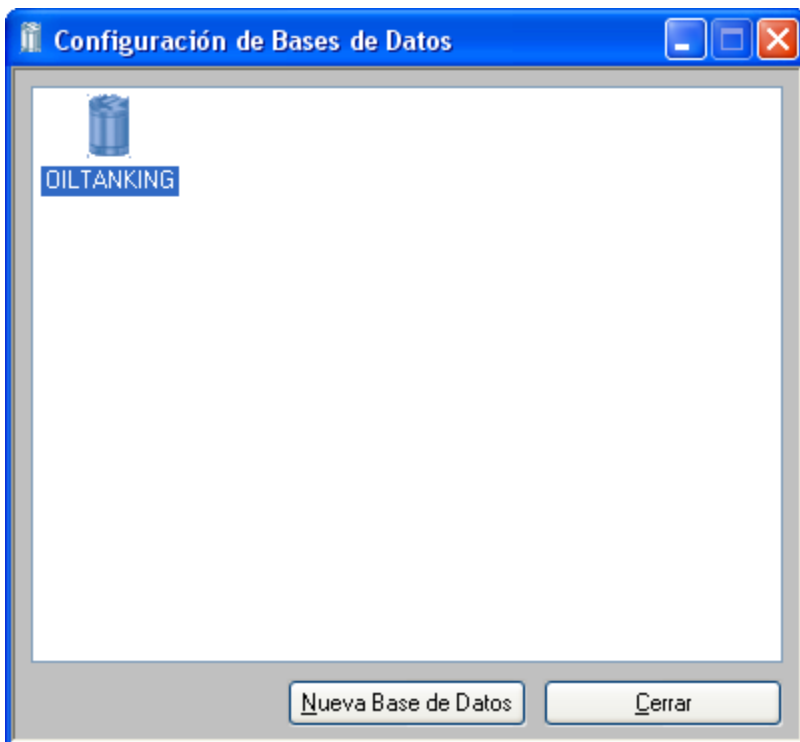 Configuración de Bases de Datos
OILTANKING
Nueva Base de Datos
Cerrar